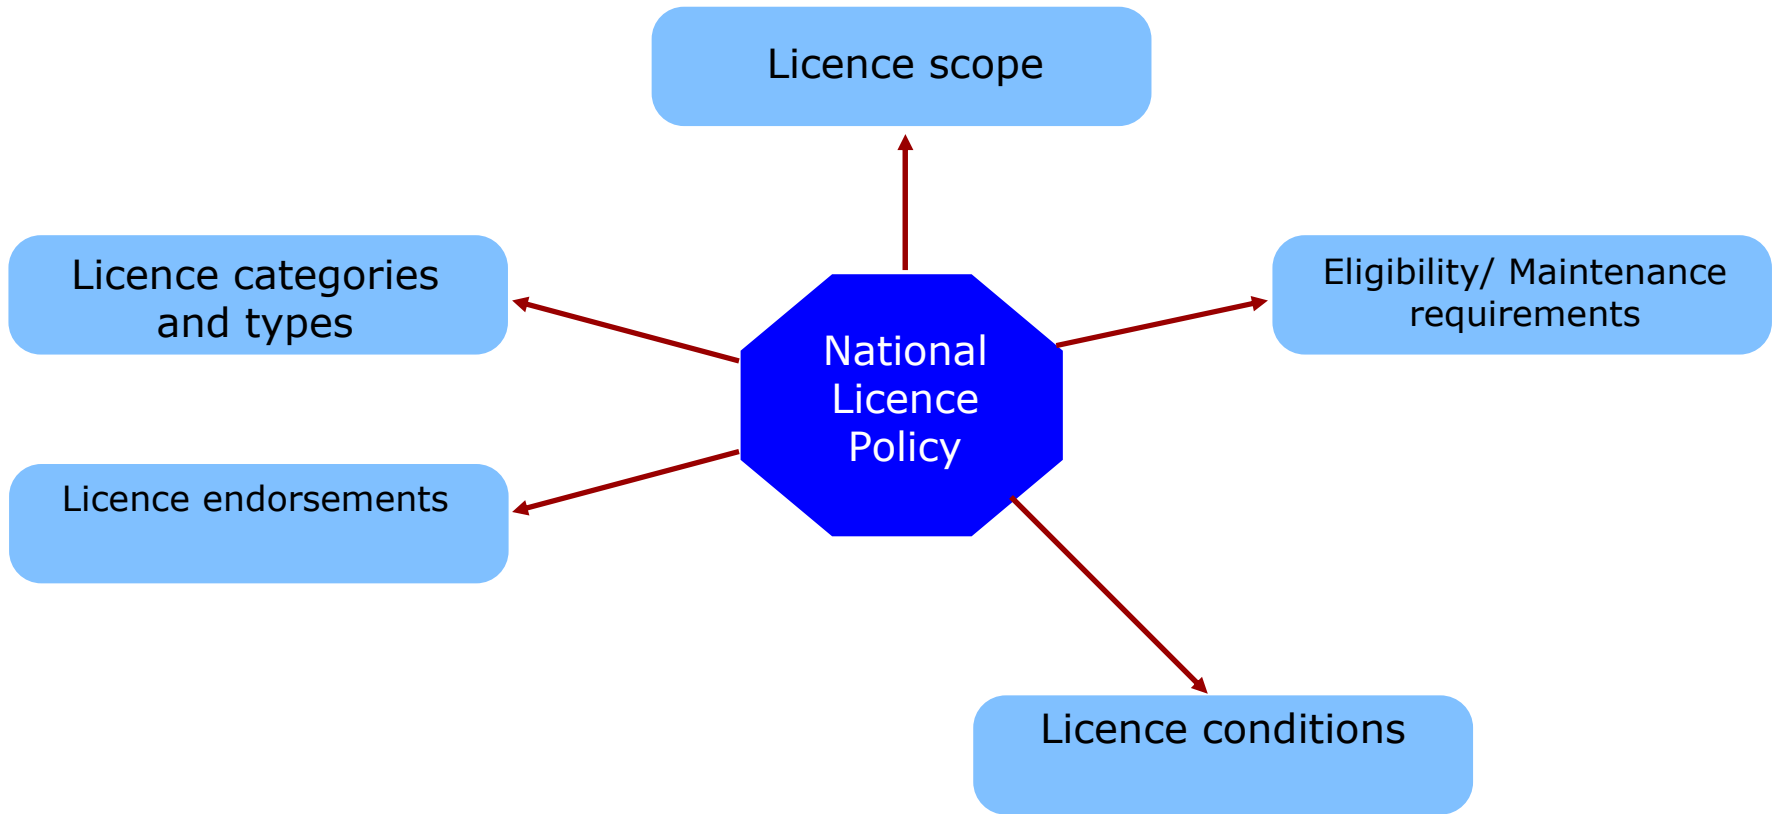 Licence scope
Licence categories
and types
Eligibility/ Maintenance
requirements
National
Licence
Policy
Licence endorsements
Licence conditions